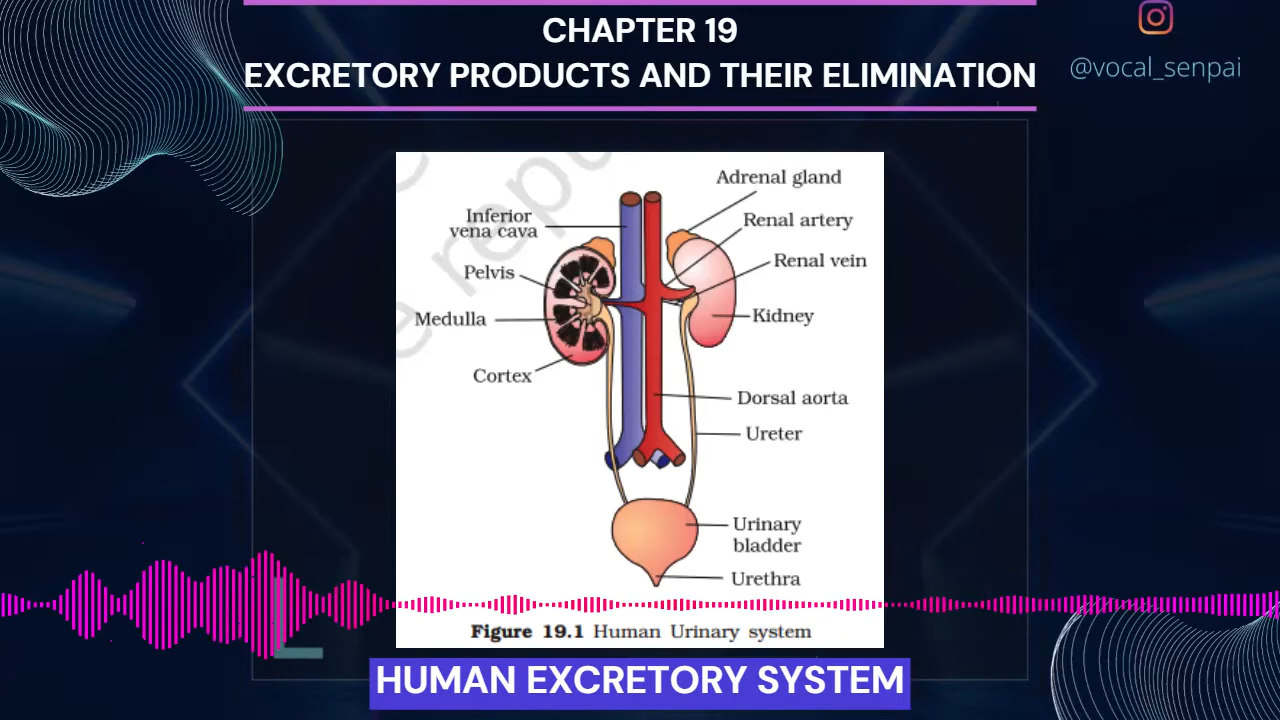 CHAPTER 19
EXCRETORY PRODUCTS AND THEIR ELIMINATION
@vocal_senpai
Adrenal gland
Inferior
vena cava
Renal artery
Renal vein
Pelvis
Kidney
Medulla
Cortex
Dorsal aorta
Ureter
Urinary
bladder
Urethra
Figure 19.1 Human Urinary system
HUMAN EXCRETORY SYSTEM